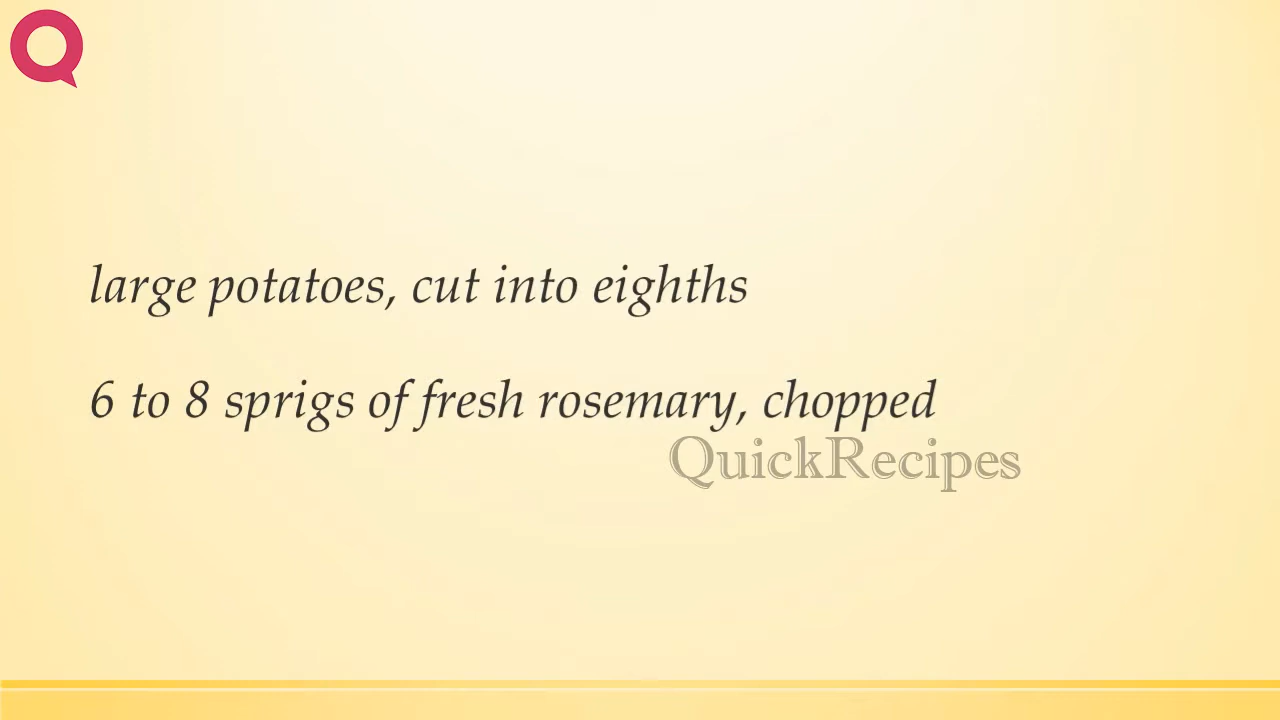 large potatoes, cut into eighths
6 to 8 sprigs of fresh rosemary, chopped
QuickRecipes